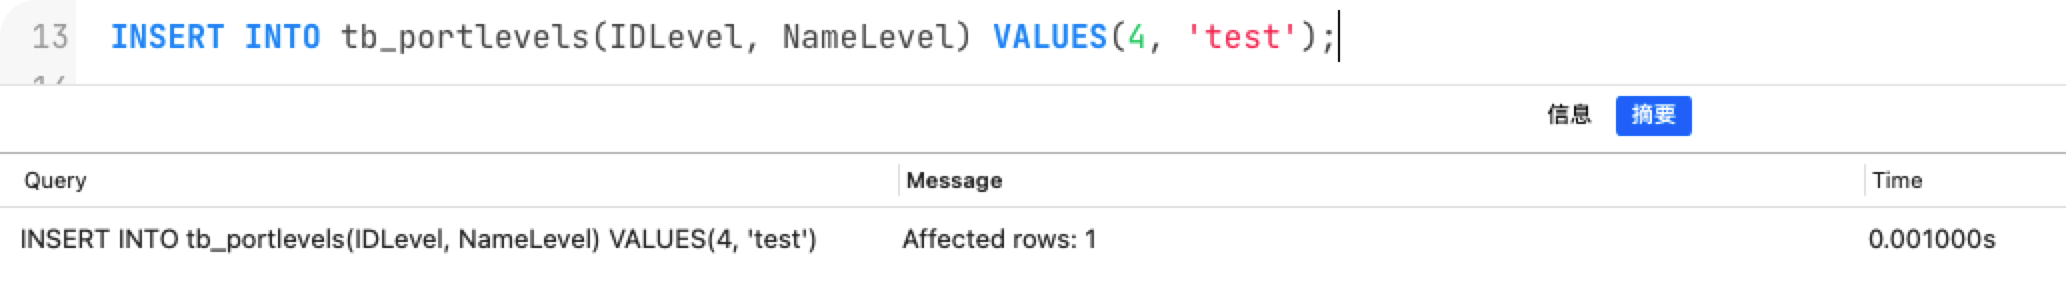 13 INSERT INTO tb_portlevels(IDLevel, NameLevel) VALUES(4, 'test');
信息 摘要
Query Message Time
INSERT INTO tb_portlevels(IDLevel, NameLevel) VALUES(4, 'test') Affected rows: 1 0.001000s